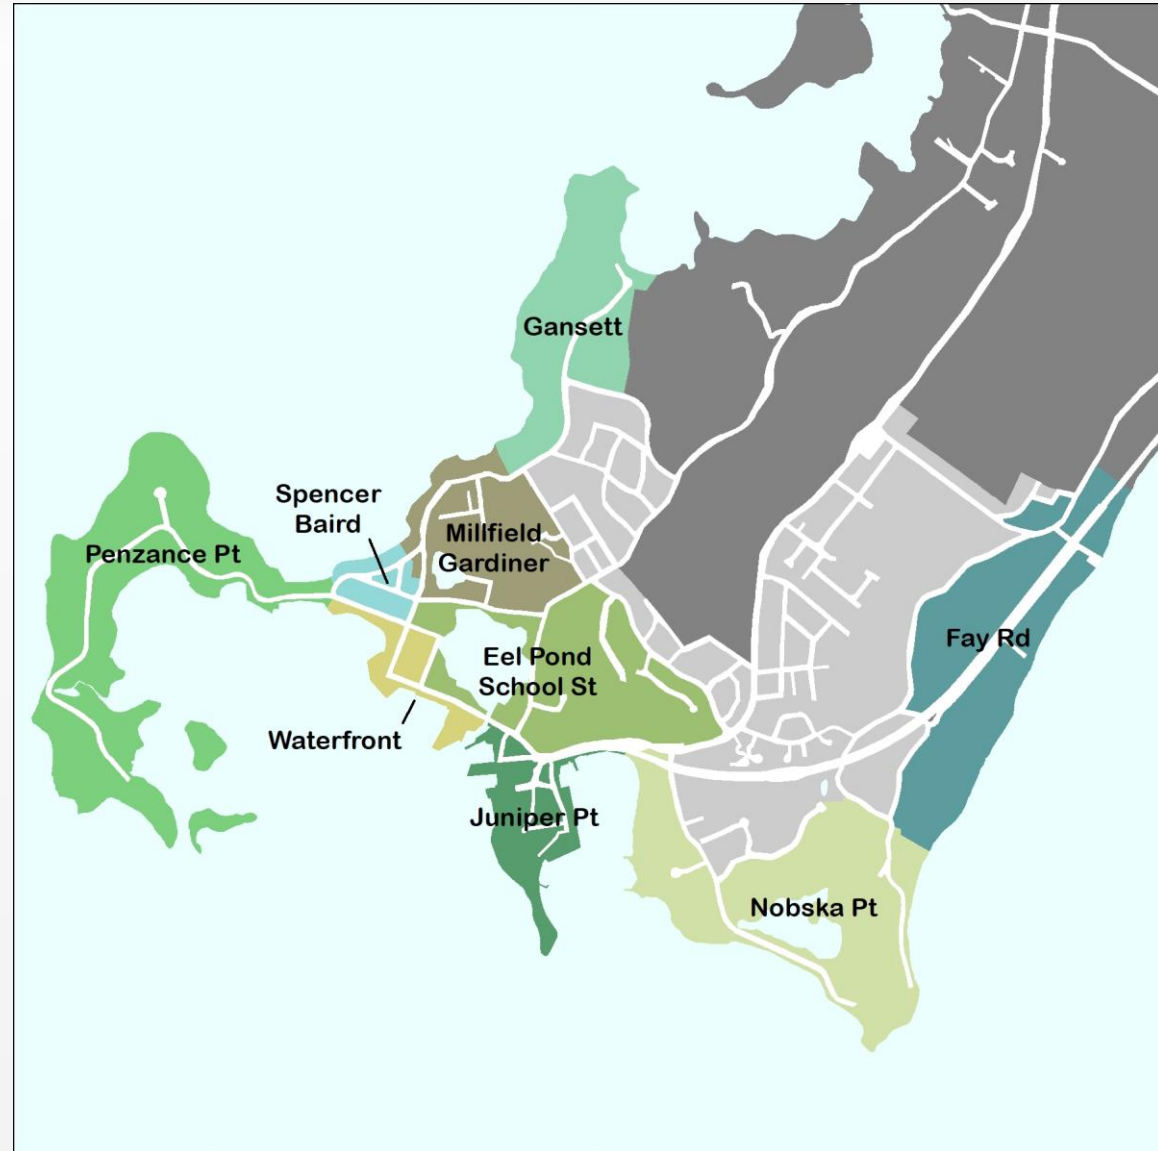 Gansett
Spencer
Baird
Millfield
Gardiner
Penzance Pt
Fay Rd
Eel Pond
School St
Waterfront
Juniper Pt
Nobska Pt